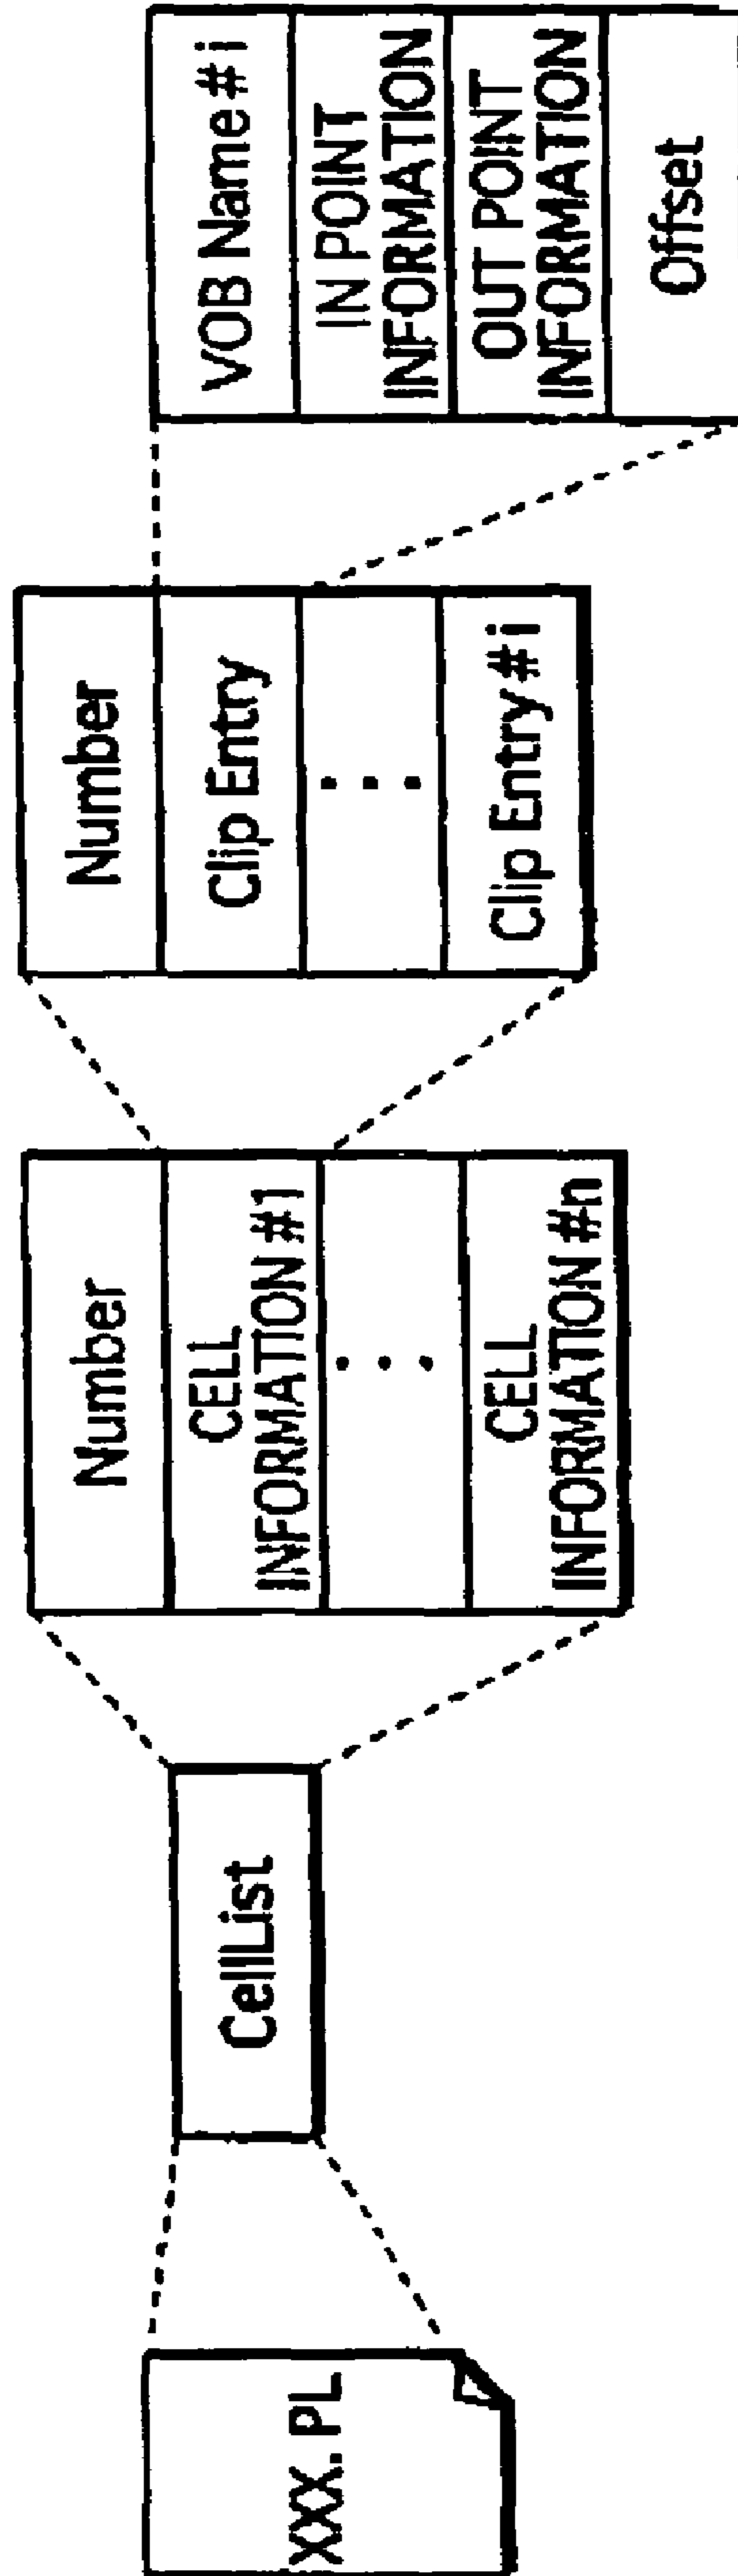 XXX. PL
CellList
Number
CELL
INFORMATION #1
...
CELL
INFORMATION #n
Number
Clip Entry
...
Clip Entry #i
VOB Name #i
IN POINT
INFORMATION
OUT POINT
INFORMATION
Offset